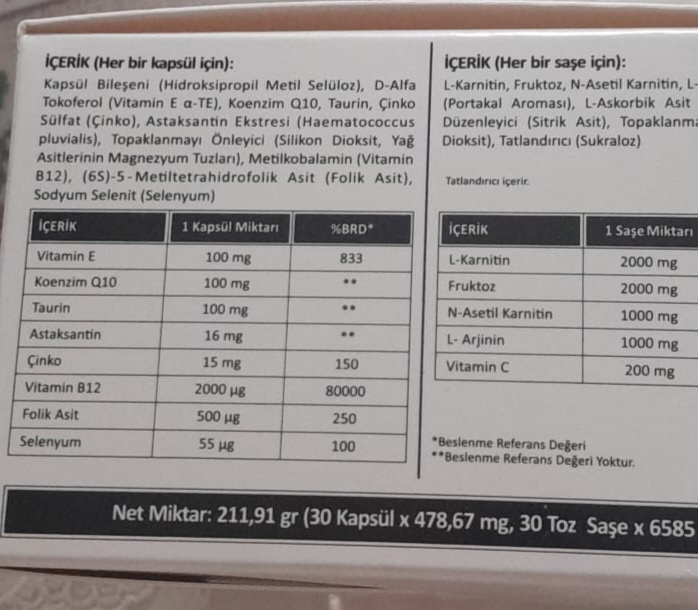 İÇERİK (Her bir kapsül için):
Kapsül Bileşeni (Hidroksipropil Metil Selüloz), D-Alfa
Tokoferol (Vitamin E α-TE), Koenzim Q10, Taurin, Çinko
Sülfat (Çinko), Astaksantin Ekstresi (Haematococcus
pluvialis), Topaklanmayı Önleyici (Silikon Dioksit, Yağ
Asitlerinin Magnezyum Tuzları), Metilkobalamin (Vitamin
B12), (6S)-5-Metiltetrahidrofolik Asit (Folik Asit),
Sodyum Selenit (Selenyum)
İÇERİK 1 Kapsül Miktarı %BRD*
Vitamin E 100 mg 833
Koenzim Q10 100 mg **
Taurin 100 mg **
Astaksantin 16 mg **
Çinko 15 mg 150
Vitamin B12 2000 µg 80000
Folik Asit 500 µg 250
Selenyum 55 µg 100
İÇERİK (Her bir saşe için):
L-Karnitin, Fruktoz, N-Asetil Karnitin, L-
(Portakal Aroması), L-Askorbik Asit
Düzenleyici (Sitrik Asit), Topaklanma
Dioksit), Tatlandırıcı (Sukraloz)
Tatlandırıcı içerir.
İÇERİK 1 Saşe Miktarı
L-Karnitin 2000 mg
Fruktoz 2000 mg
N-Asetil Karnitin 1000 mg
L- Arjinin 1000 mg
Vitamin C 200 mg
*Beslenme Referans Değeri
**Beslenme Referans Değeri Yoktur.
Net Miktar: 211,91 gr (30 Kapsül x 478,67 mg, 30 Toz Saşe x 6585